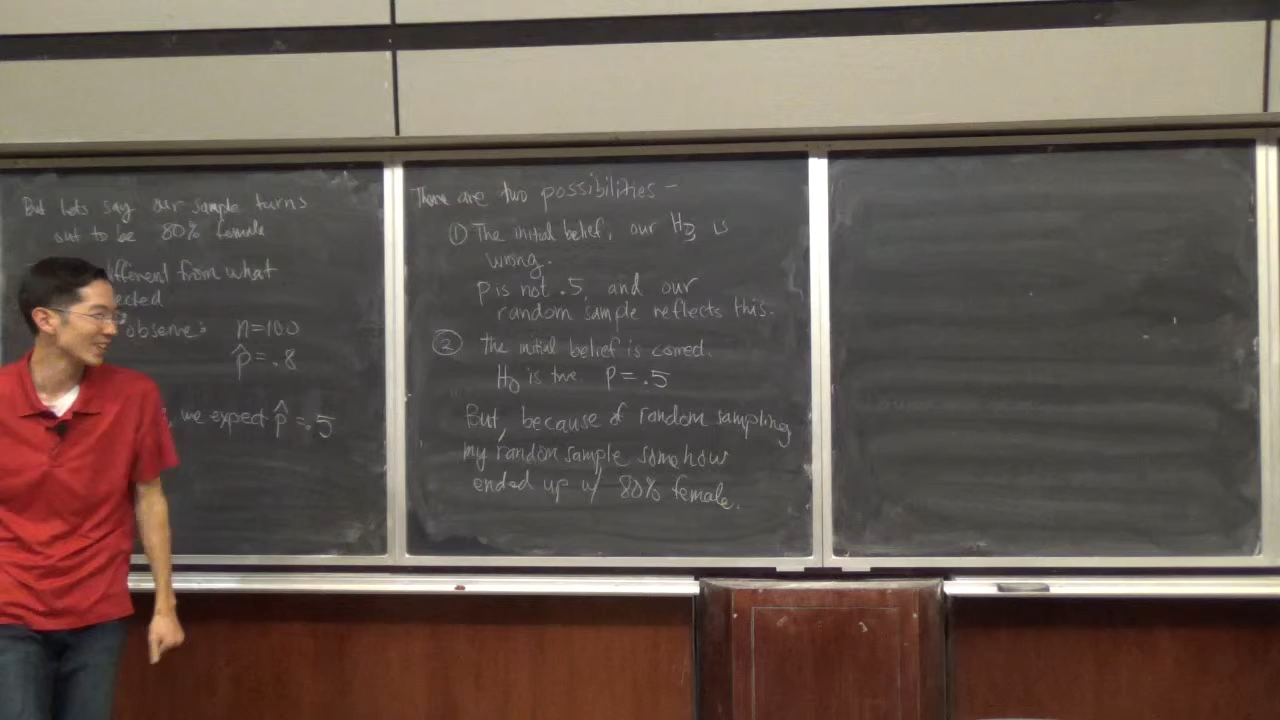 But lets say our sample turns
out to be 80% female
fferent from what
ected
observe: n=100
p̂ = .8
, we expect p̂ = .5
There are two possibilities -
① The initial belief, our H3 is
wrong.
p is not .5, and our
random sample reflects this.
② The initial belief is correct.
H0 is true. P = .5
But, because of random sampling
my random sample somehow
ended up w/ 80% female.